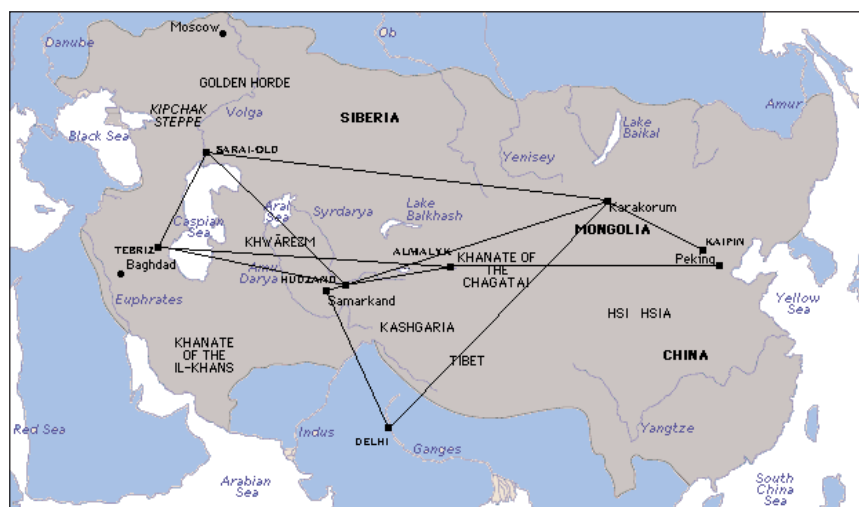 Moscow
Danube
Ob
GOLDEN HORDE
KIPCHAK
STEPPE
Volga
SIBERIA
Amur
Black Sea
Lake
Baikal
SARAI-OLD
Yenisey
Aral
Sea
Syrdarya
Lake
Balkhash
Karakorum
Caspian
Sea
MONGOLIA
KHWĀREZM
TEBRIZ
ALMALYK
KAIPIN
KHANATE OF
THE
CHAGATAI
Baghdad
Peking
Amu
Darya
HUDZAND
Samarkand
Euphrates
Yellow
Sea
HSI HSIA
KASHGARIA
KHANATE
OF THE
IL-KHANS
TIBET
CHINA
Red Sea
Indus
DELHI
Ganges
Yangtze
Arabian
Sea
South
China Sea